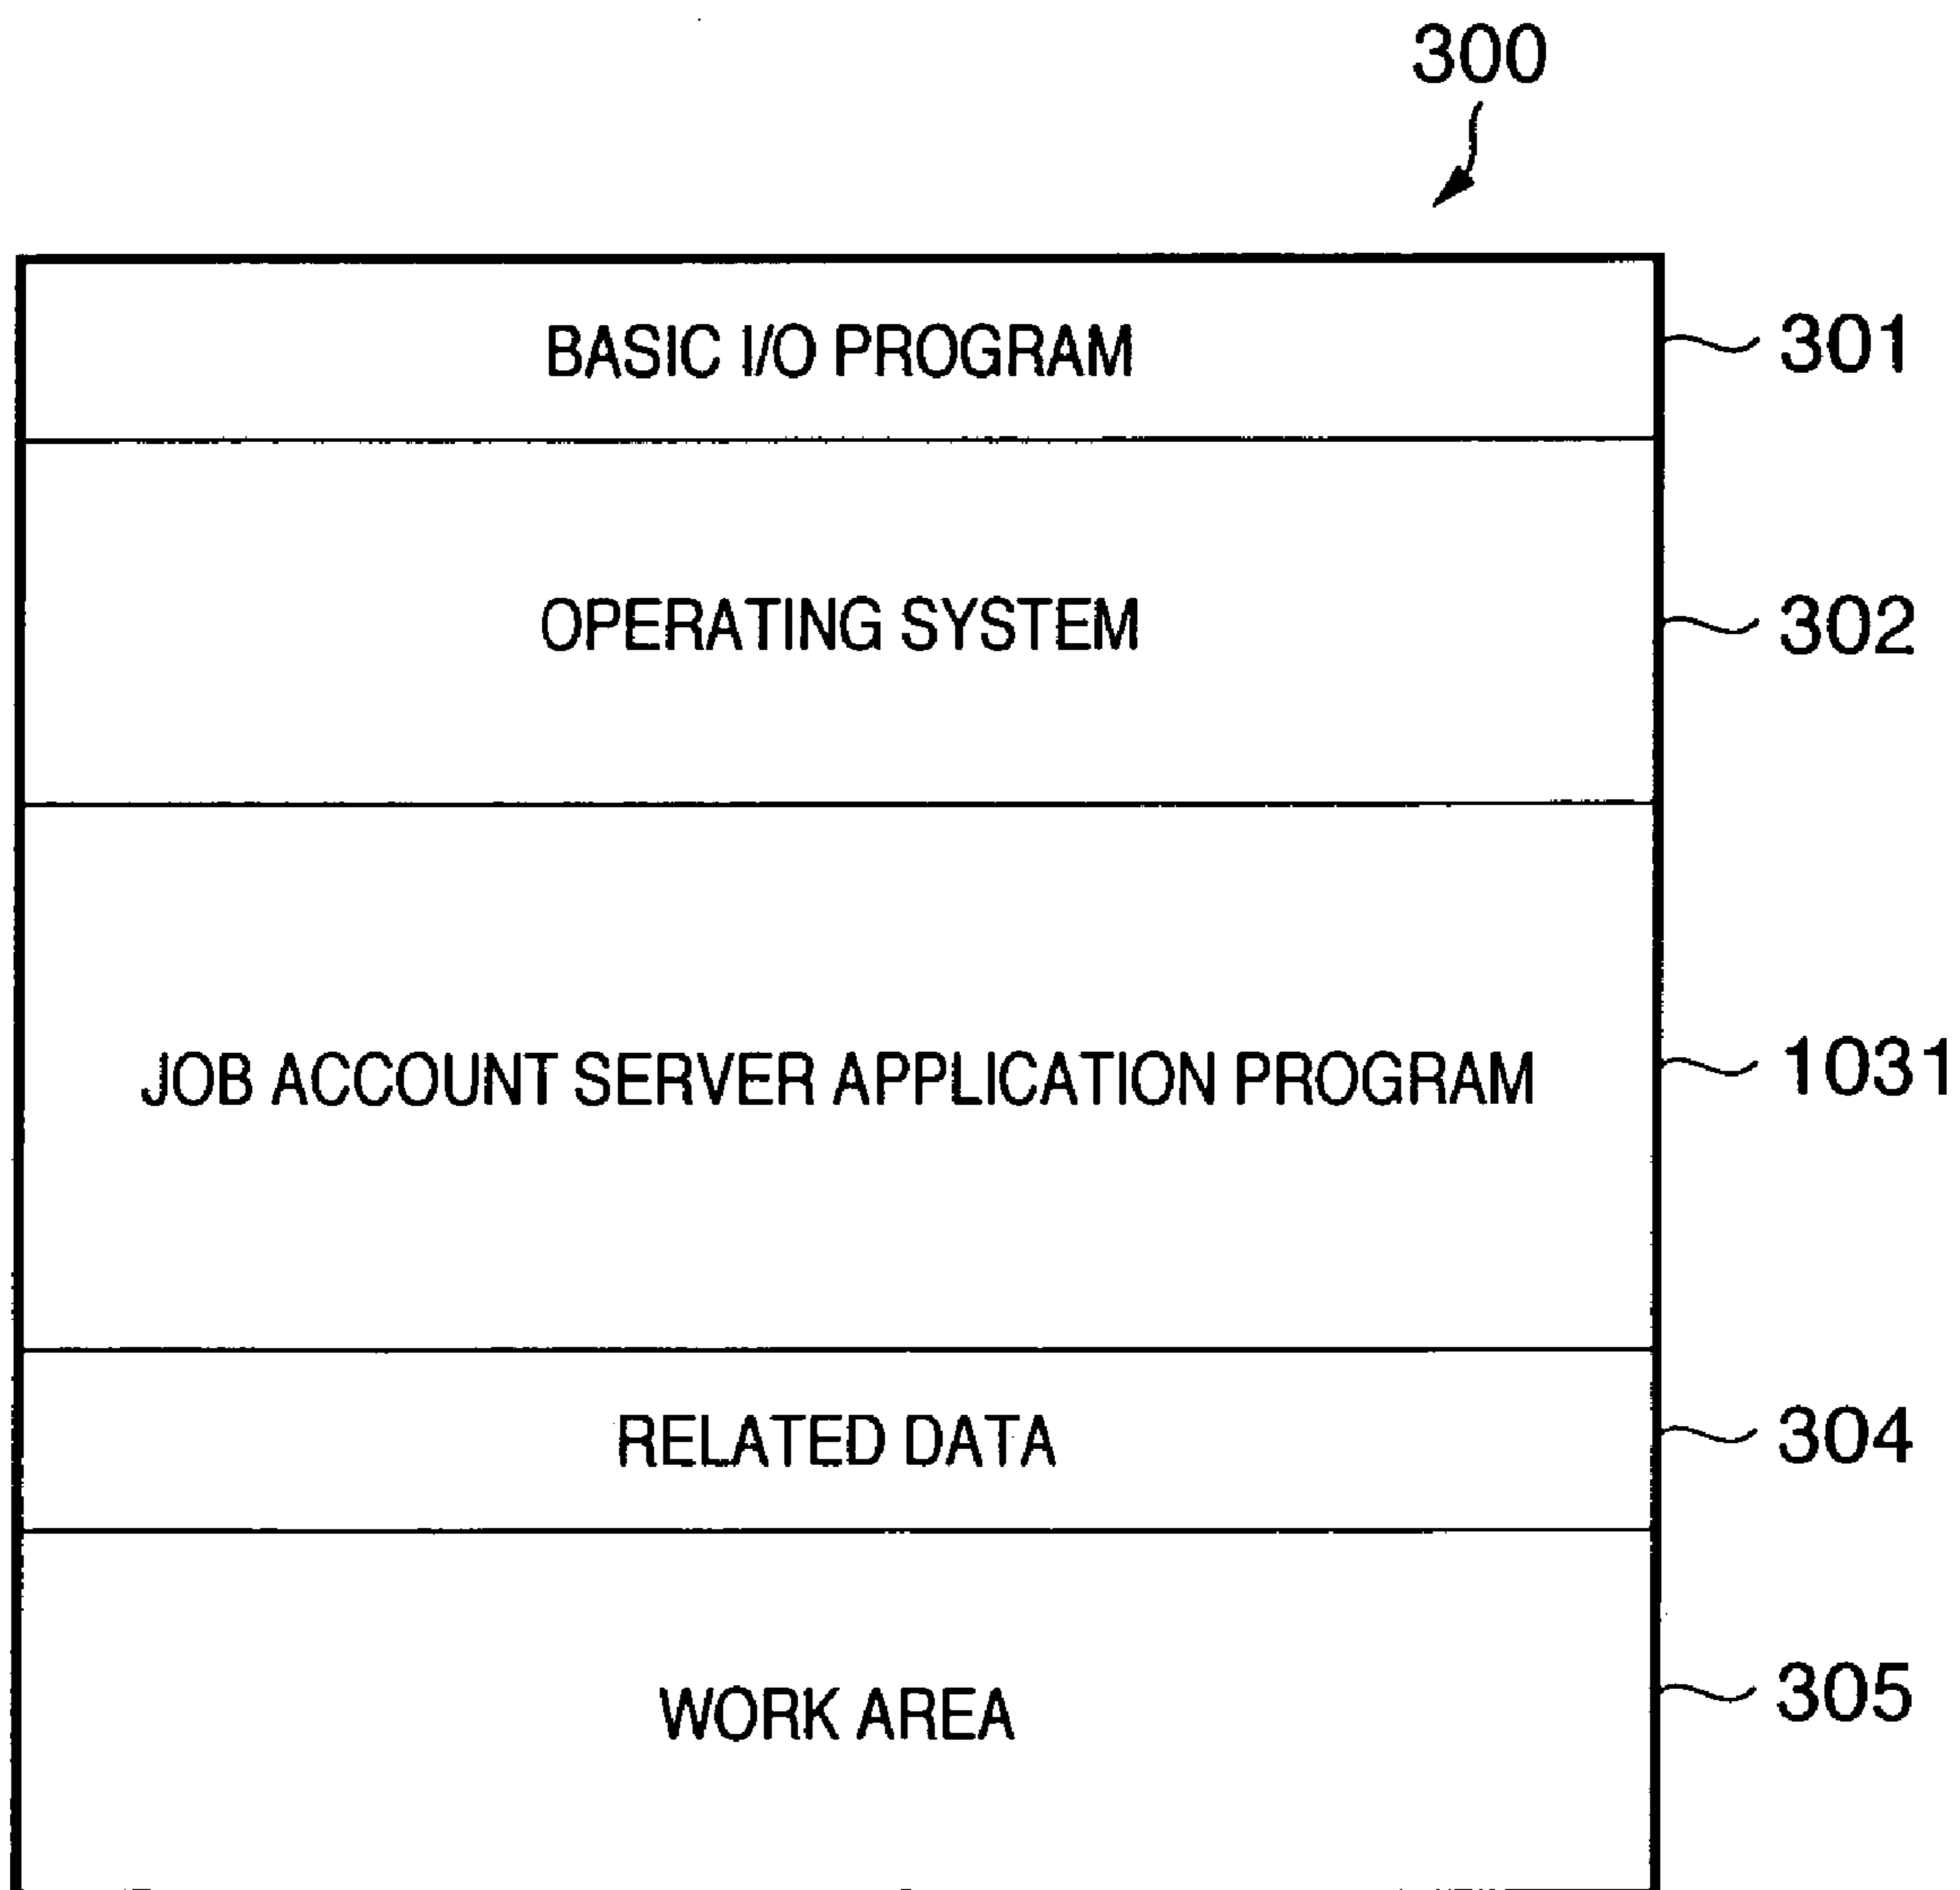 300
BASIC I/O PROGRAM 301
OPERATING SYSTEM 302
JOB ACCOUNT SERVER APPLICATION PROGRAM 1031
RELATED DATA 304
WORK AREA 305